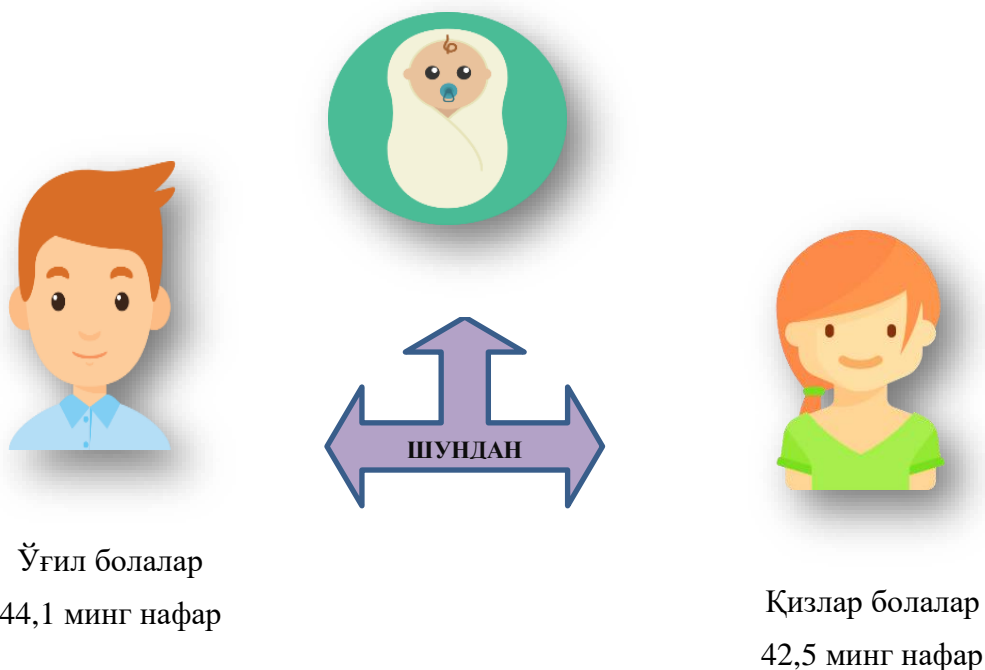 ШУНДАН
Ўғил болалар
44,1 минг нафар
Қизлар болалар
42,5 минг нафар